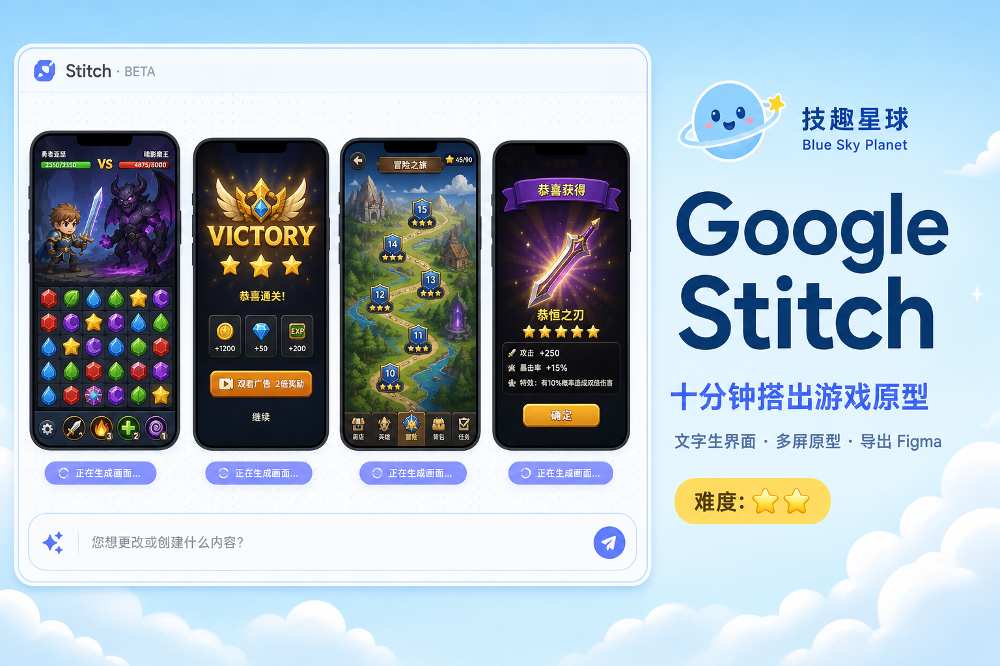 Stitch · BETA
勇者亚瑟
暗影魔王
2350/2350
VS
4875/5000
3
2
1
VICTORY
恭喜通关!
+1200
+50
EXP
+200
观看广告 2倍奖励
继续
冒险之旅
45/90
15
14
13
12
11
10
商店
英雄
冒险
背包
任务
恭喜获得
恭恒之刃
攻击 +250
暴击率 +15%
特效: 有10%概率造成双倍伤害
确定
正在生成画面...
正在生成画面...
正在生成画面...
正在生成画面...
您想更改或创建什么内容?
技趣星球
Blue Sky Planet
Google
Stitch
十分钟搭出游戏原型
文字生界面 · 多屏原型 · 导出 Figma
难度: